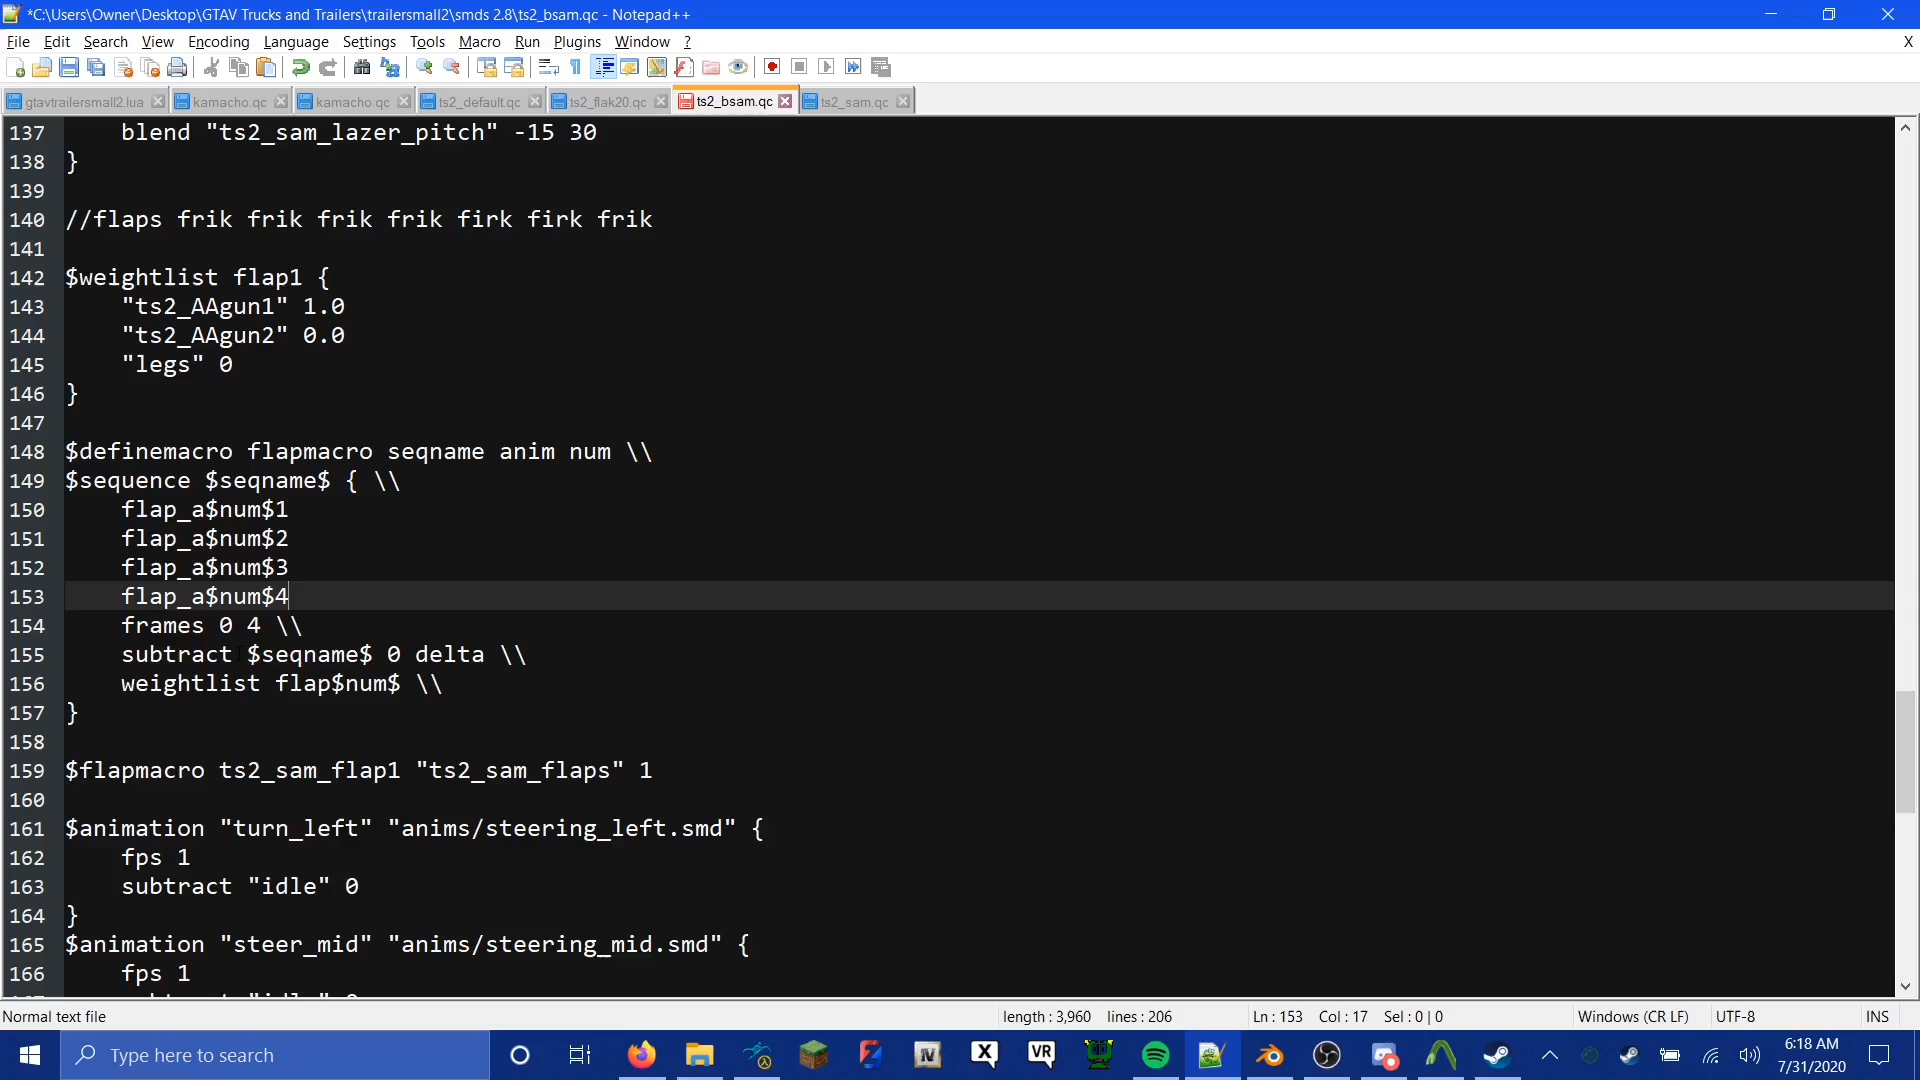 *C:\Users\Owner\Desktop\GTAV Trucks and Trailers\trailersmall2\smds 2.8\ts2_bsam.qc - Notepad++
File Edit Search View Encoding Language Settings Tools Macro Run Plugins Window ? X
gtavtrailersmall2.lua kamacho.qc kamacho.qc ts2_default.qc ts2_flak20.qc ts2_bsam.qc ts2_sam.qc
137 blend "ts2_sam_lazer_pitch" -15 30
138 }
139
140 //flaps frik frik frik frik firk firk frik
141
142 $weightlist flap1 {
143 "ts2_AAgun1" 1.0
144 "ts2_AAgun2" 0.0
145 "legs" 0
146 }
147
148 $definemacro flapmacro seqname anim num \\
149 $sequence $seqname$ { \\
150 flap_a$num$1
151 flap_a$num$2
152 flap_a$num$3
153 flap_a$num$4
154 frames 0 4 \\
155 subtract $seqname$ 0 delta \\
156 weightlist flap$num$ \\
157 }
158
159 $flapmacro ts2_sam_flap1 "ts2_sam_flaps" 1
160
161 $animation "turn_left" "anims/steering_left.smd" {
162 fps 1
163 subtract "idle" 0
164 }
165 $animation "steer_mid" "anims/steering_mid.smd" {
166 fps 1
Normal text file length : 3,960 lines : 206 Ln : 153 Col : 17 Sel : 0 | 0 Windows (CR LF) UTF-8 INS
Type here to search
IV X VR
6:18 AM
7/31/2020